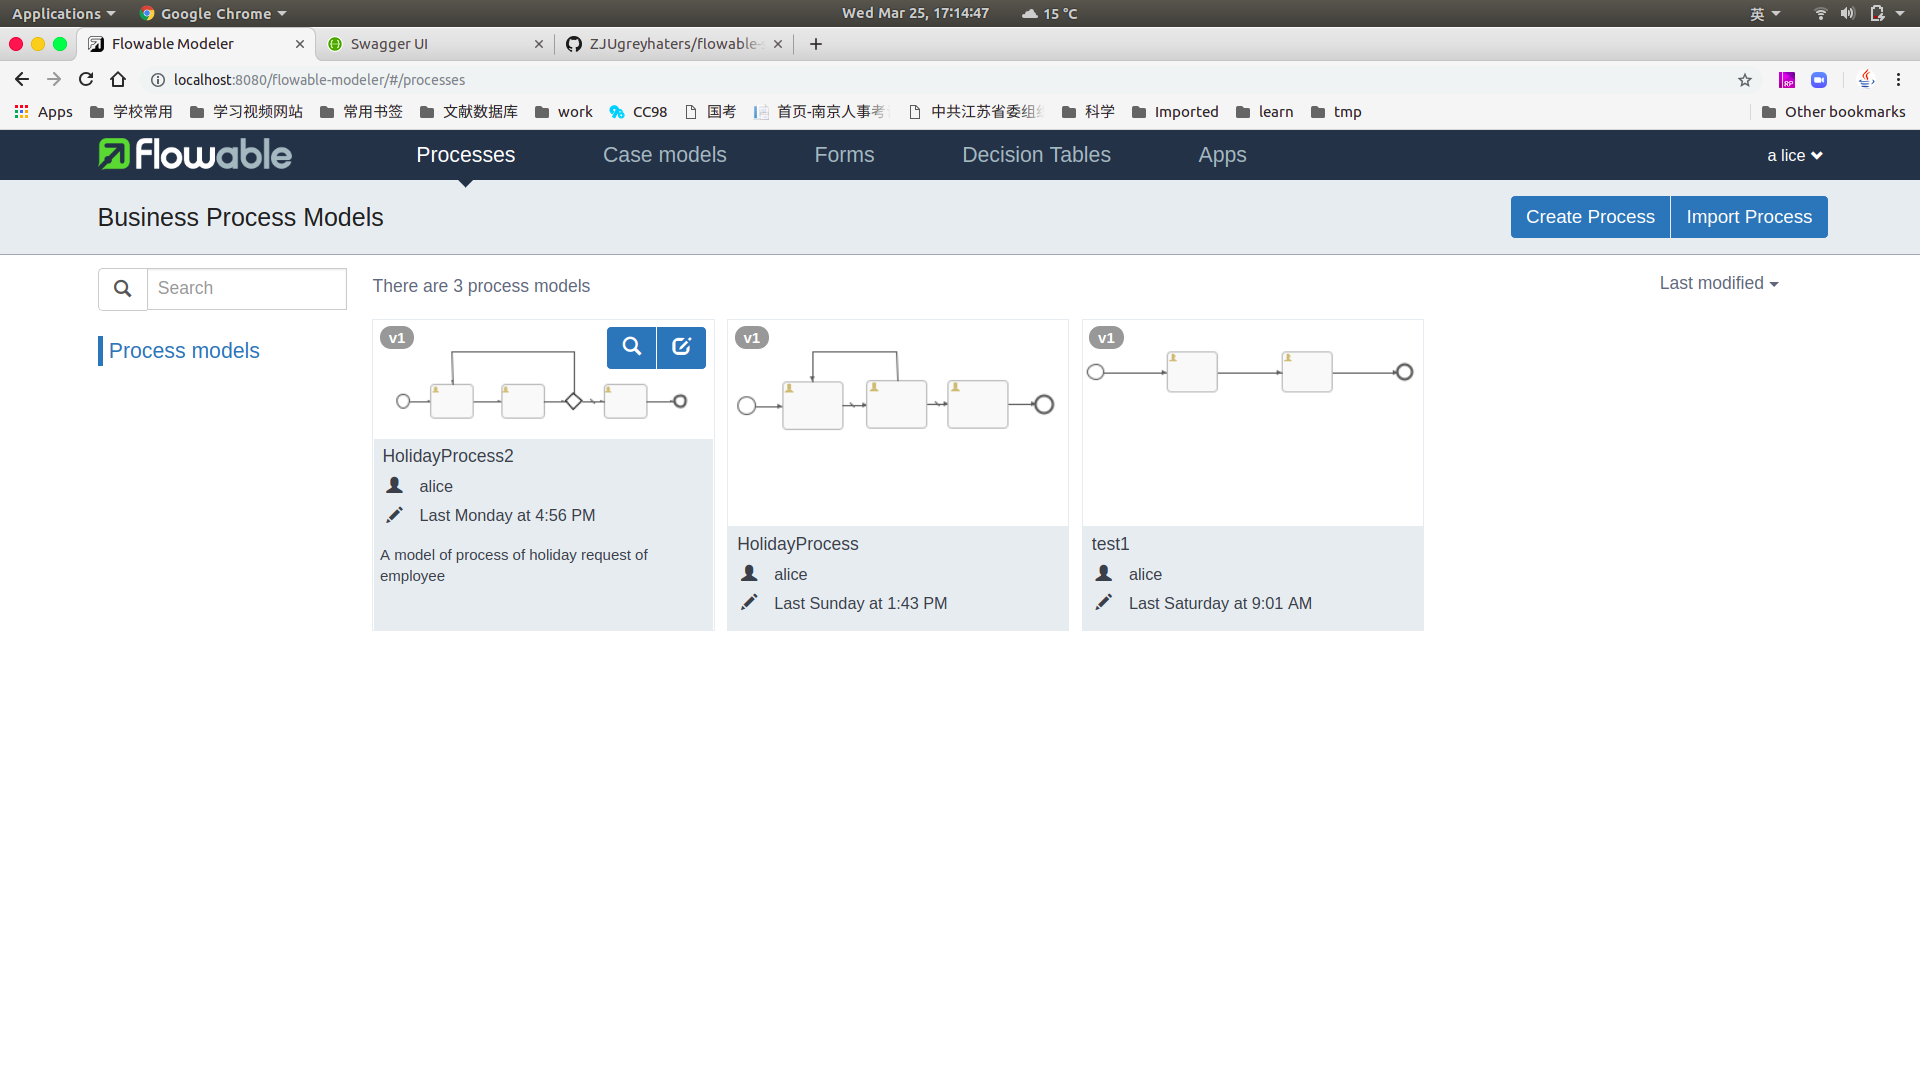 Applications Google Chrome Wed Mar 25, 17:14:47 15 °C 英
Flowable Modeler Swagger UI ZJUgreyhaters/flowable-
localhost:8080/flowable-modeler/#/processes
Apps 学校常用 学习视频网站 常用书签 文献数据库 work CC98 国考 首页-南京人事考 中共江苏省委组 科学 Imported learn tmp Other bookmarks
flowable Processes Case models Forms Decision Tables Apps a lice
Business Process Models Create Process Import Process
Search There are 3 process models Last modified
Process models
v1
HolidayProcess2
alice
Last Monday at 4:56 PM
A model of process of holiday request of
employee
v1
HolidayProcess
alice
Last Sunday at 1:43 PM
v1
test1
alice
Last Saturday at 9:01 AM